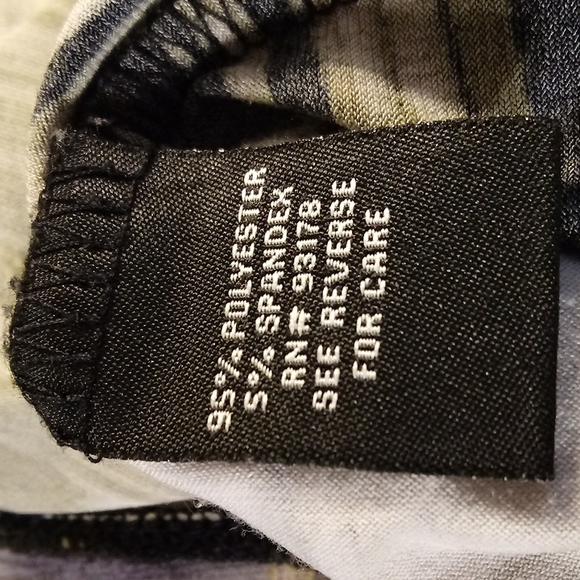 95% POLYESTER
5% SPANDEX
RN# 93178
SEE REVERSE
FOR CARE